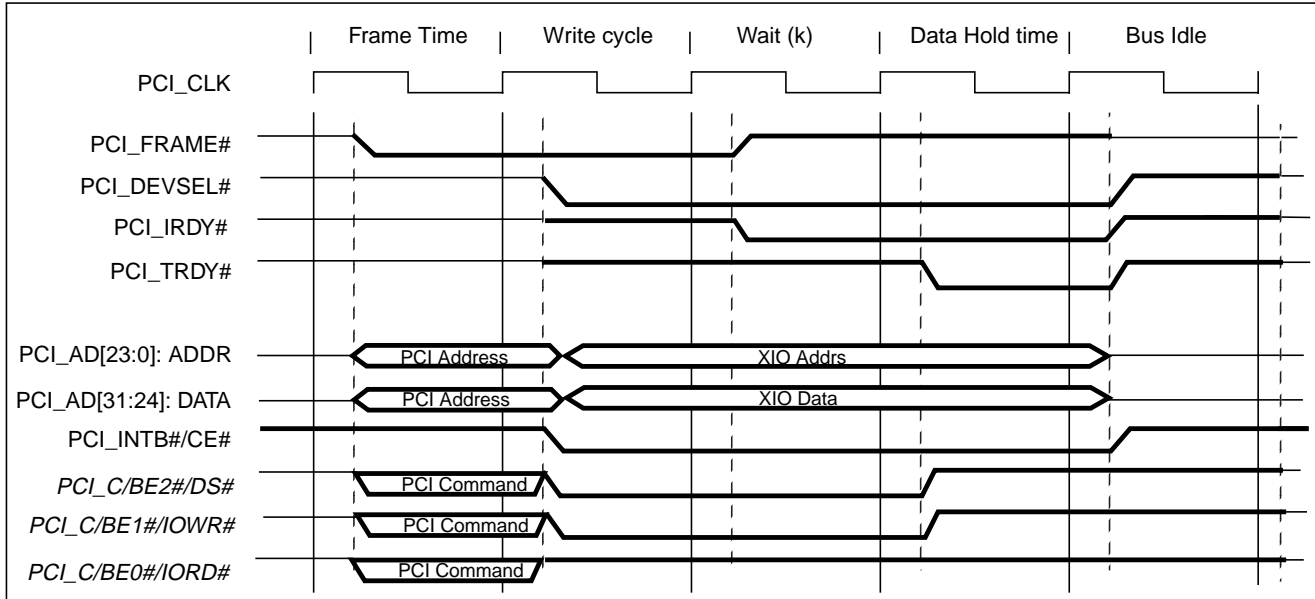 Frame Time Write cycle Wait (k) Data Hold time Bus Idle
PCI_CLK
PCI_FRAME#
PCI_DEVSEL#
PCI_IRDY#
PCI_TRDY#
PCI_AD[23:0]: ADDR PCI Address XIO Addrs
PCI_AD[31:24]: DATA PCI Address XIO Data
PCI_INTB#/CE#
PCI_C/BE2#/DS# PCI Command
PCI_C/BE1#/IOWR# PCI Command
PCI_C/BE0#/IORD# PCI Command